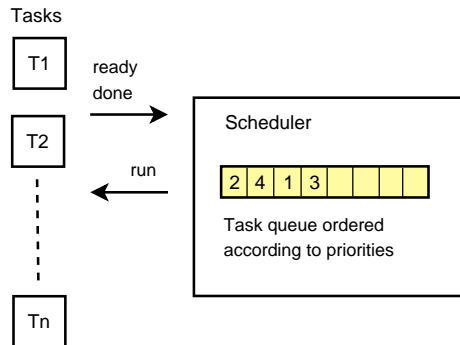 Tasks
T1
ready
done
T2
run
Tn
Scheduler
2 4 1 3
Task queue ordered
according to priorities